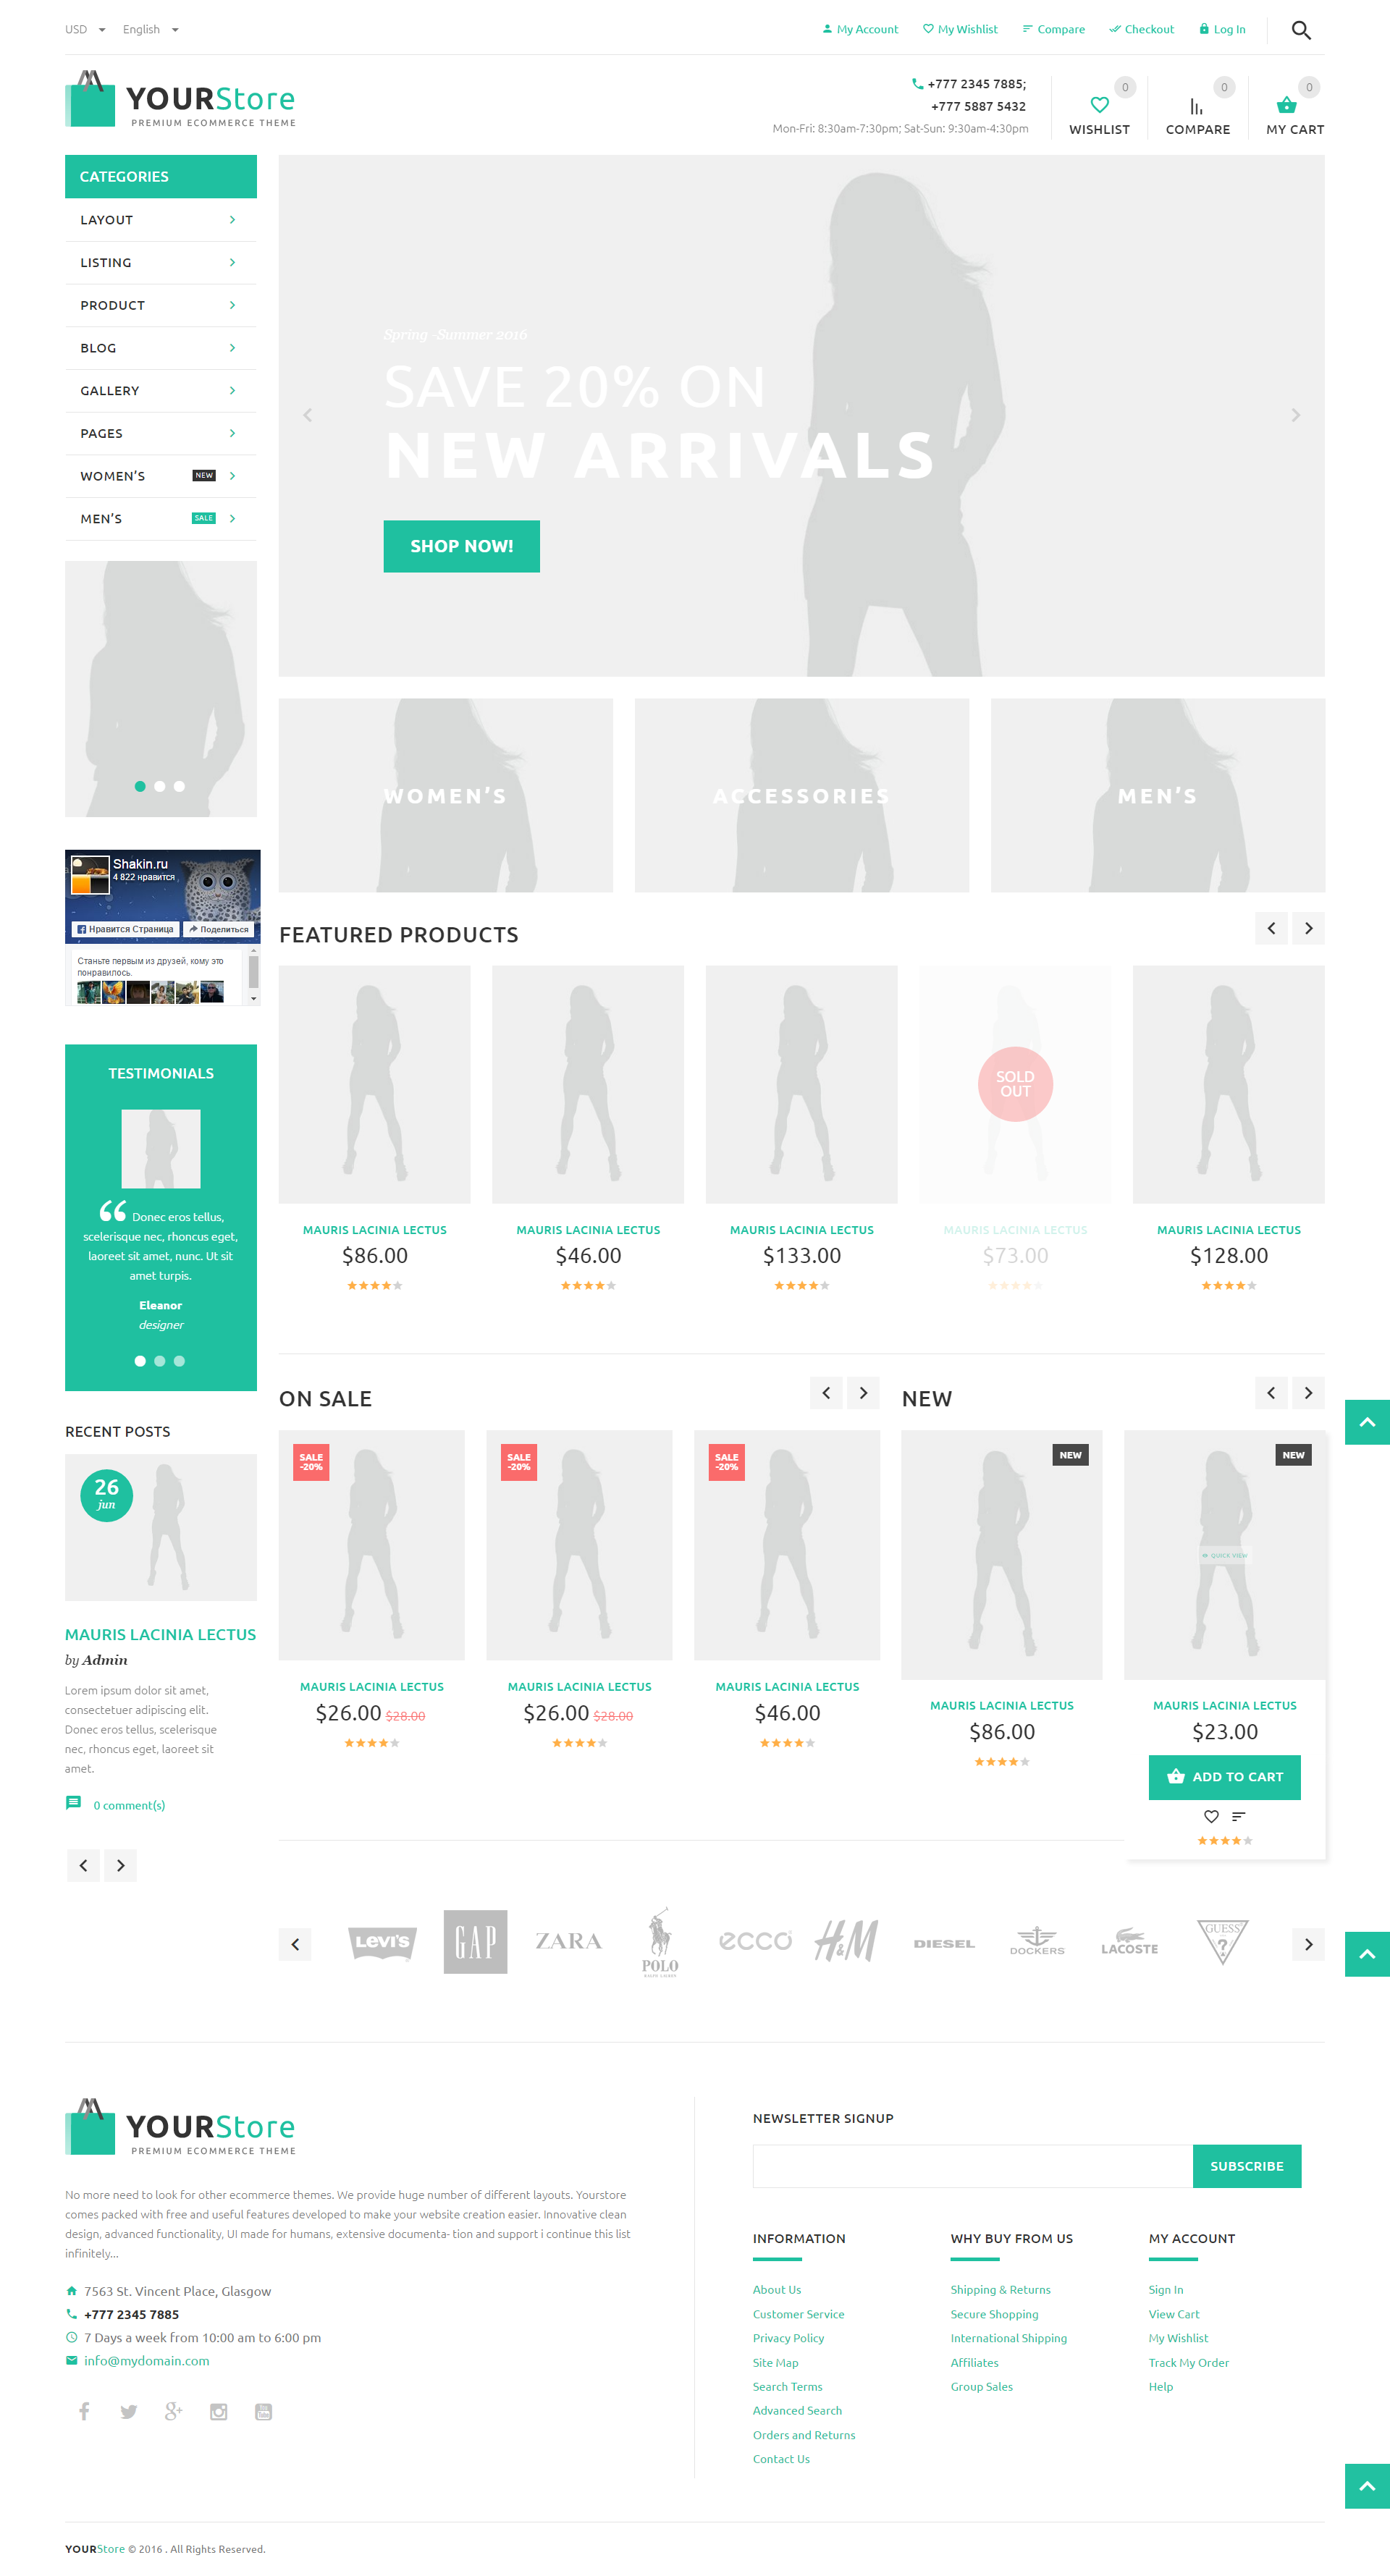 USD English My Account My Wishlist Compare Checkout Log In
YOURStore
PREMIUM ECOMMERCE THEME
+777 2345 7885;
+777 5887 5432
Mon-Fri: 8:30am-7:30pm; Sat-Sun: 9:30am-4:30pm
0
WISHLIST
0
COMPARE
0
MY CART
CATEGORIES
LAYOUT
LISTING
PRODUCT
BLOG
GALLERY
PAGES
WOMEN'S NEW
MEN'S SALE
Spring -Summer 2016
SAVE 20% ON
NEW ARRIVALS
SHOP NOW!
WOMEN'S
ACCESSORIES
MEN'S
Shakin.ru
4 822 нравится
Нравится Страница Поделиться
Станьте первым из друзей, кому это
понравилось.
TESTIMONIALS
“ Donec eros tellus,
scelerisque nec, rhoncus eget,
laoreet sit amet, nunc. Ut sit
amet turpis.
Eleanor
designer
RECENT POSTS
26
jun
MAURIS LACINIA LECTUS
by Admin
Lorem ipsum dolor sit amet,
consectetuer adipiscing elit.
Donec eros tellus, scelerisque
nec, rhoncus eget, laoreet sit
amet.
0 comment(s)
FEATURED PRODUCTS
MAURIS LACINIA LECTUS
$86.00
MAURIS LACINIA LECTUS
$46.00
MAURIS LACINIA LECTUS
$133.00
SOLD
OUT
MAURIS LACINIA LECTUS
$73.00
MAURIS LACINIA LECTUS
$128.00
ON SALE
SALE
-20%
MAURIS LACINIA LECTUS
$26.00 $28.00
SALE
-20%
MAURIS LACINIA LECTUS
$26.00 $28.00
SALE
-20%
MAURIS LACINIA LECTUS
$46.00
NEW
NEW
MAURIS LACINIA LECTUS
$86.00
NEW
QUICK VIEW
MAURIS LACINIA LECTUS
$23.00
ADD TO CART
LEVI'S
GAP
ZARA
POLO
RALPH LAUREN
ecco
H&M
DIESEL
DOCKERS
LACOSTE
GUESS
?
YOURStore
PREMIUM ECOMMERCE THEME
No more need to look for other ecommerce themes. We provide huge number of different layouts. Yourstore
comes packed with free and useful features developed to make your website creation easier. Innovative clean
design, advanced functionality, UI made for humans, extensive documenta- tion and support i continue this list
infinitely...
7563 St. Vincent Place, Glasgow
+777 2345 7885
7 Days a week from 10:00 am to 6:00 pm
info@mydomain.com
NEWSLETTER SIGNUP
SUBSCRIBE
INFORMATION
About Us
Customer Service
Privacy Policy
Site Map
Search Terms
Advanced Search
Orders and Returns
Contact Us
WHY BUY FROM US
Shipping & Returns
Secure Shopping
International Shipping
Affiliates
Group Sales
MY ACCOUNT
Sign In
View Cart
My Wishlist
Track My Order
Help
YOURStore © 2016 . All Rights Reserved.